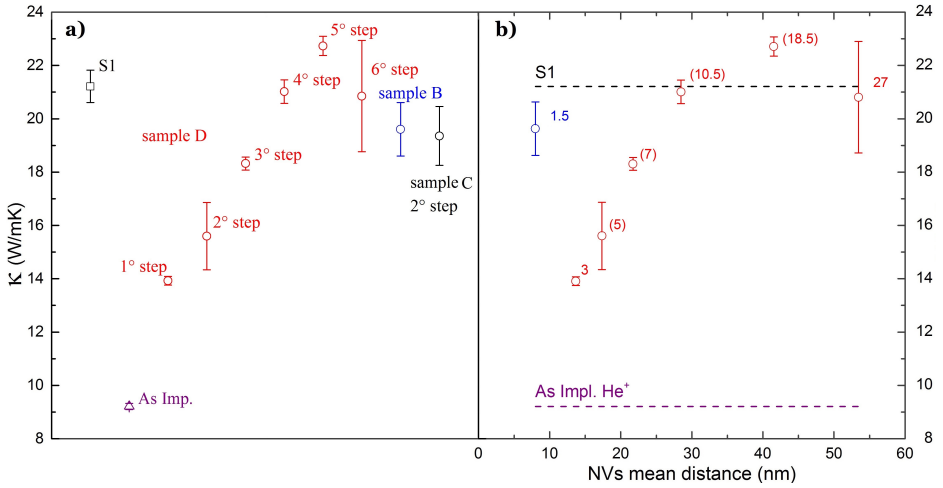 a)
b)
24
22
20
18
16
14
12
10
8
κ (W/mK)
S1
5° step
4° step
6° step
sample B
sample D
3° step
sample C
2° step
2° step
1° step
As Imp.
(18.5)
(10.5)
S1
27
1.5
(7)
(5)
3
As Impl. He⁺
24
22
20
18
16
14
12
10
8
0 10 20 30 40 50 60
NVs mean distance (nm)